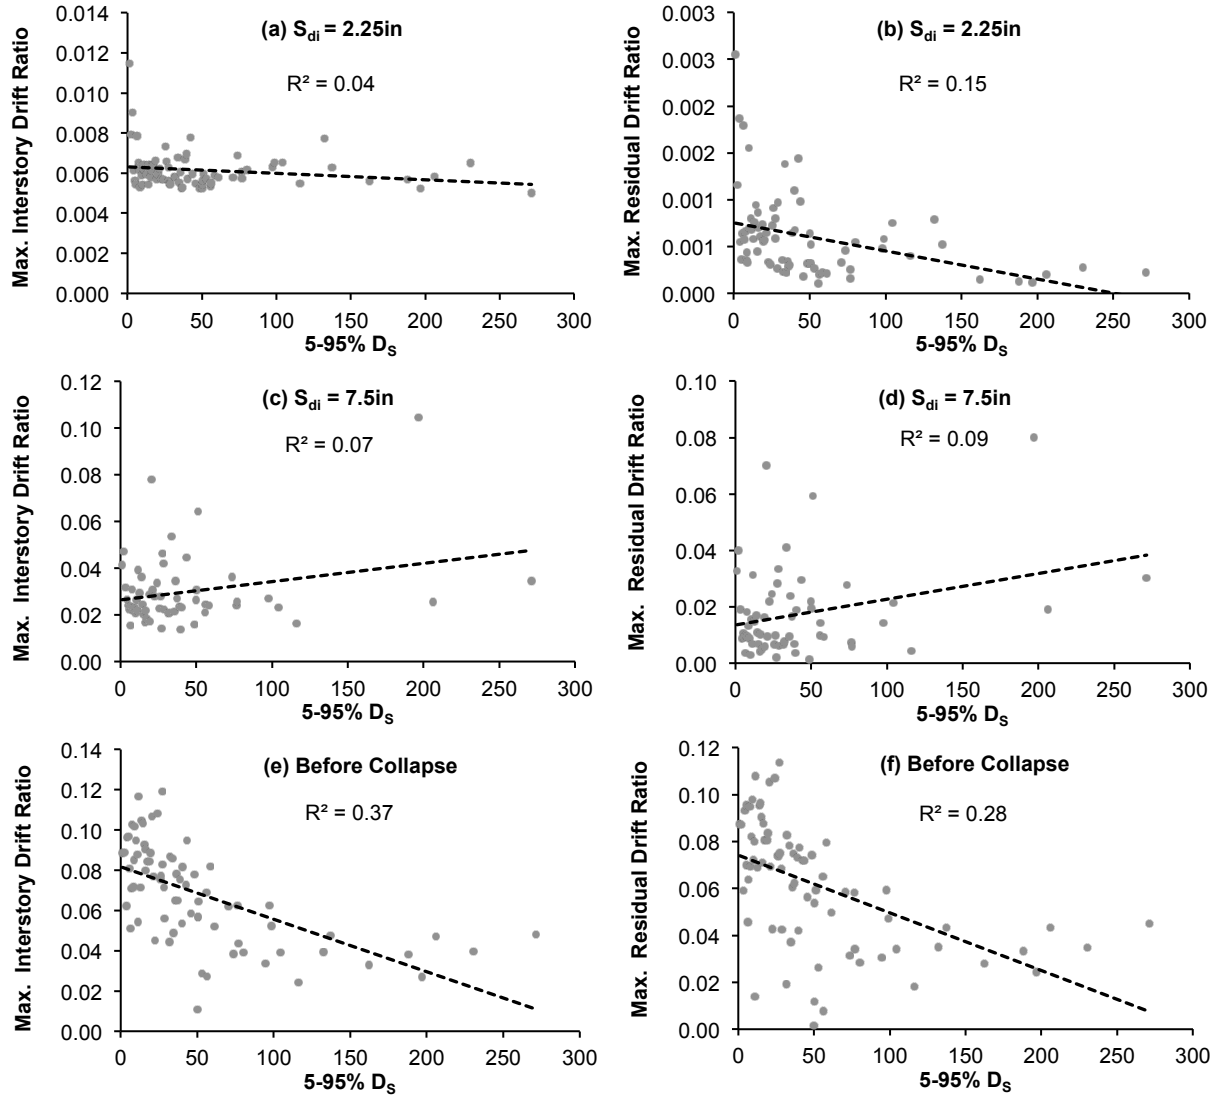 (a) Sdi = 2.25in
R² = 0.04
Max. Interstory Drift Ratio
0.014
0.012
0.010
0.008
0.006
0.004
0.002
0.000
0 50 100 150 200 250 300
5-95% DS
(b) Sdi = 2.25in
R² = 0.15
Max. Residual Drift Ratio
0.003
0.003
0.002
0.002
0.001
0.001
0.000
0 50 100 150 200 250 300
5-95% DS
(c) Sdi = 7.5in
R² = 0.07
Max. Interstory Drift Ratio
0.12
0.10
0.08
0.06
0.04
0.02
0.00
0 50 100 150 200 250 300
5-95% DS
(d) Sdi = 7.5in
R² = 0.09
Max. Residual Drift Ratio
0.10
0.08
0.06
0.04
0.02
0.00
0 50 100 150 200 250 300
5-95% DS
(e) Before Collapse
R² = 0.37
Max. Interstory Drift Ratio
0.14
0.12
0.10
0.08
0.06
0.04
0.02
0.00
0 50 100 150 200 250 300
5-95% DS
(f) Before Collapse
R² = 0.28
Max. Residual Drift Ratio
0.12
0.10
0.08
0.06
0.04
0.02
0.00
0 50 100 150 200 250 300
5-95% DS